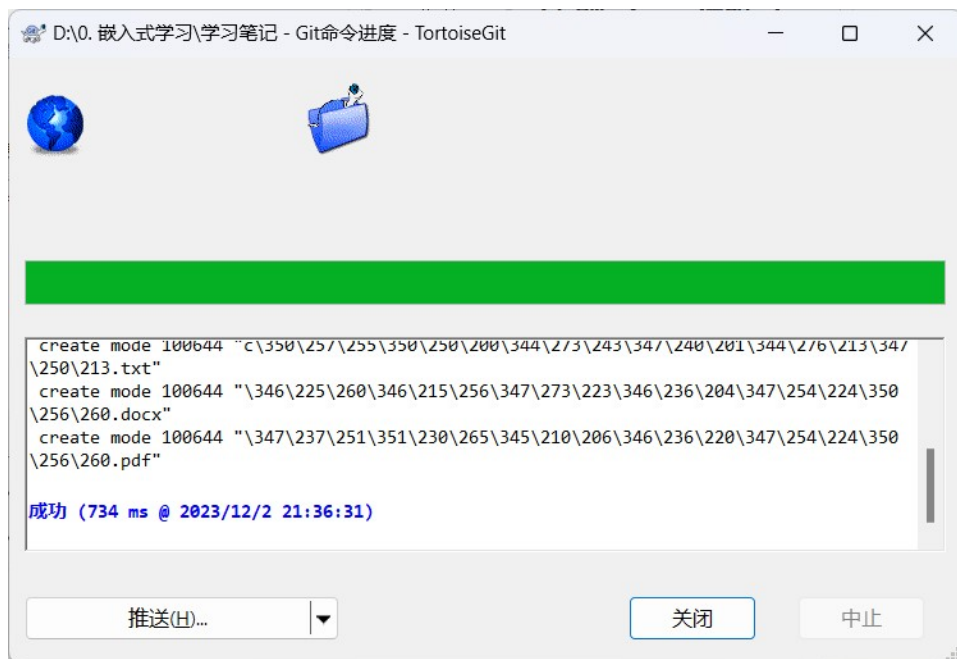 D:\0. 嵌入式学习\学习笔记 - Git命令进度 - TortoiseGit
create mode 100644 "c\350\257\255\350\250\200\344\273\243\347\240\201\344\276\213\347
\250\213.txt"
create mode 100644 "\346\225\260\346\215\256\347\273\223\346\236\204\347\254\224\350
\256\260.docx"
create mode 100644 "\347\237\251\351\230\265\345\210\206\346\236\220\347\254\224\350
\256\260.pdf"
成功 (734 ms @ 2023/12/2 21:36:31)
推送(H)...
关闭
中止